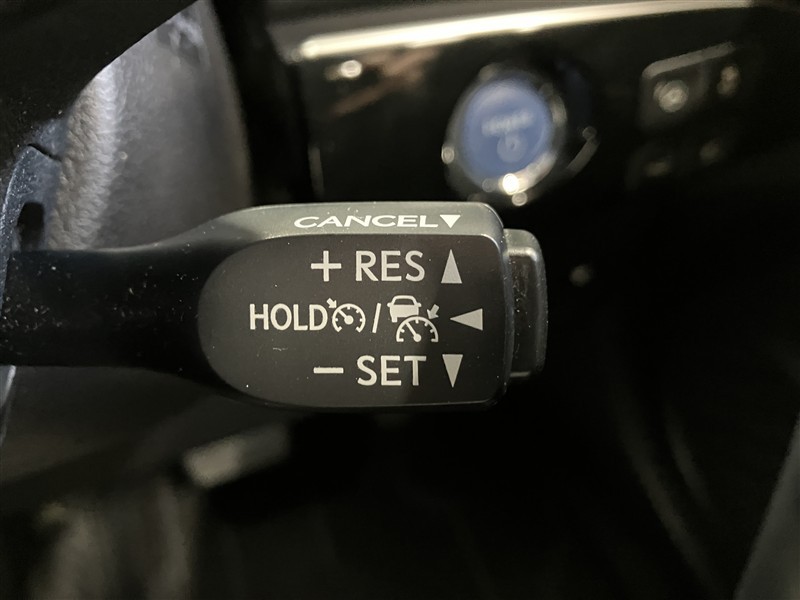 CANCEL▼
+ RES ▲
HOLD / ◀
− SET ▼